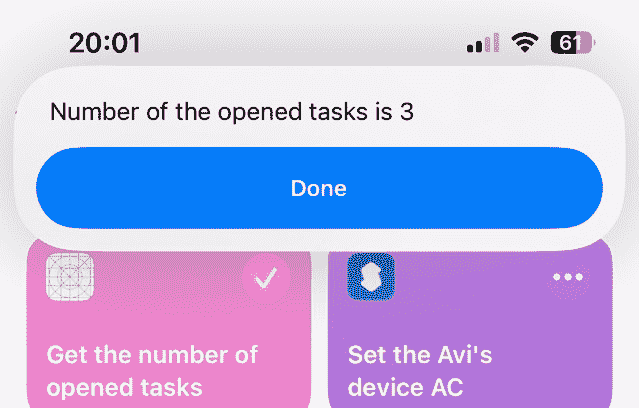 20:01
61
Number of the opened tasks is 3
Done
Get the number of
opened tasks
Set the Avi's
device AC